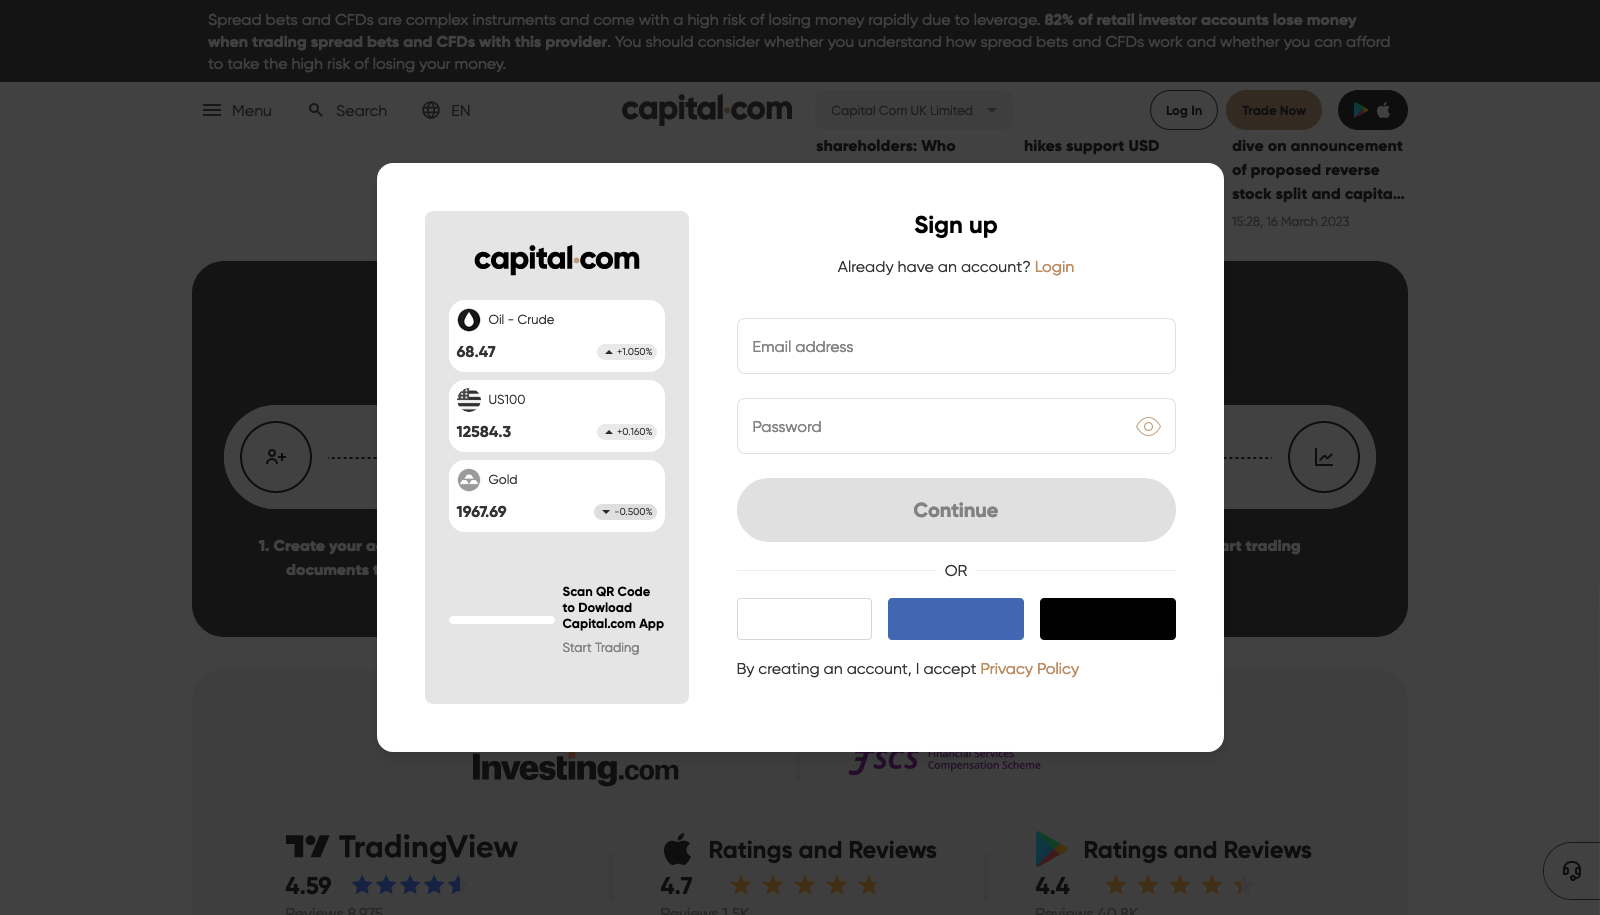 Spread bets and CFDs are complex instruments and come with a high risk of losing money rapidly due to leverage. 82% of retail investor accounts lose money
when trading spread bets and CFDs with this provider. You should consider whether you understand how spread bets and CFDs work and whether you can afford
to take the high risk of losing your money.
Menu
Search
EN
capital.com
Capital Com UK Limited
Log In
Trade Now
shareholders: Who
hikes support USD
dive on announcement
of proposed reverse
stock split and capita...
15:28, 16 March 2023
capital.com
Oil - Crude
68.47
+1.050%
US100
12584.3
+0.160%
Gold
1967.69
-0.500%
Scan QR Code
to Dowload
Capital.com App
Start Trading
Sign up
Already have an account? Login
Email address
Password
Continue
OR
By creating an account, I accept Privacy Policy
1. Create your a
documents t
art trading
Investing.com
FSCS
Financial Services
Compensation Scheme
TradingView
4.59
Reviews 8,975
Ratings and Reviews
4.7
Reviews 1.5K
Ratings and Reviews
4.4
Reviews 40.8K